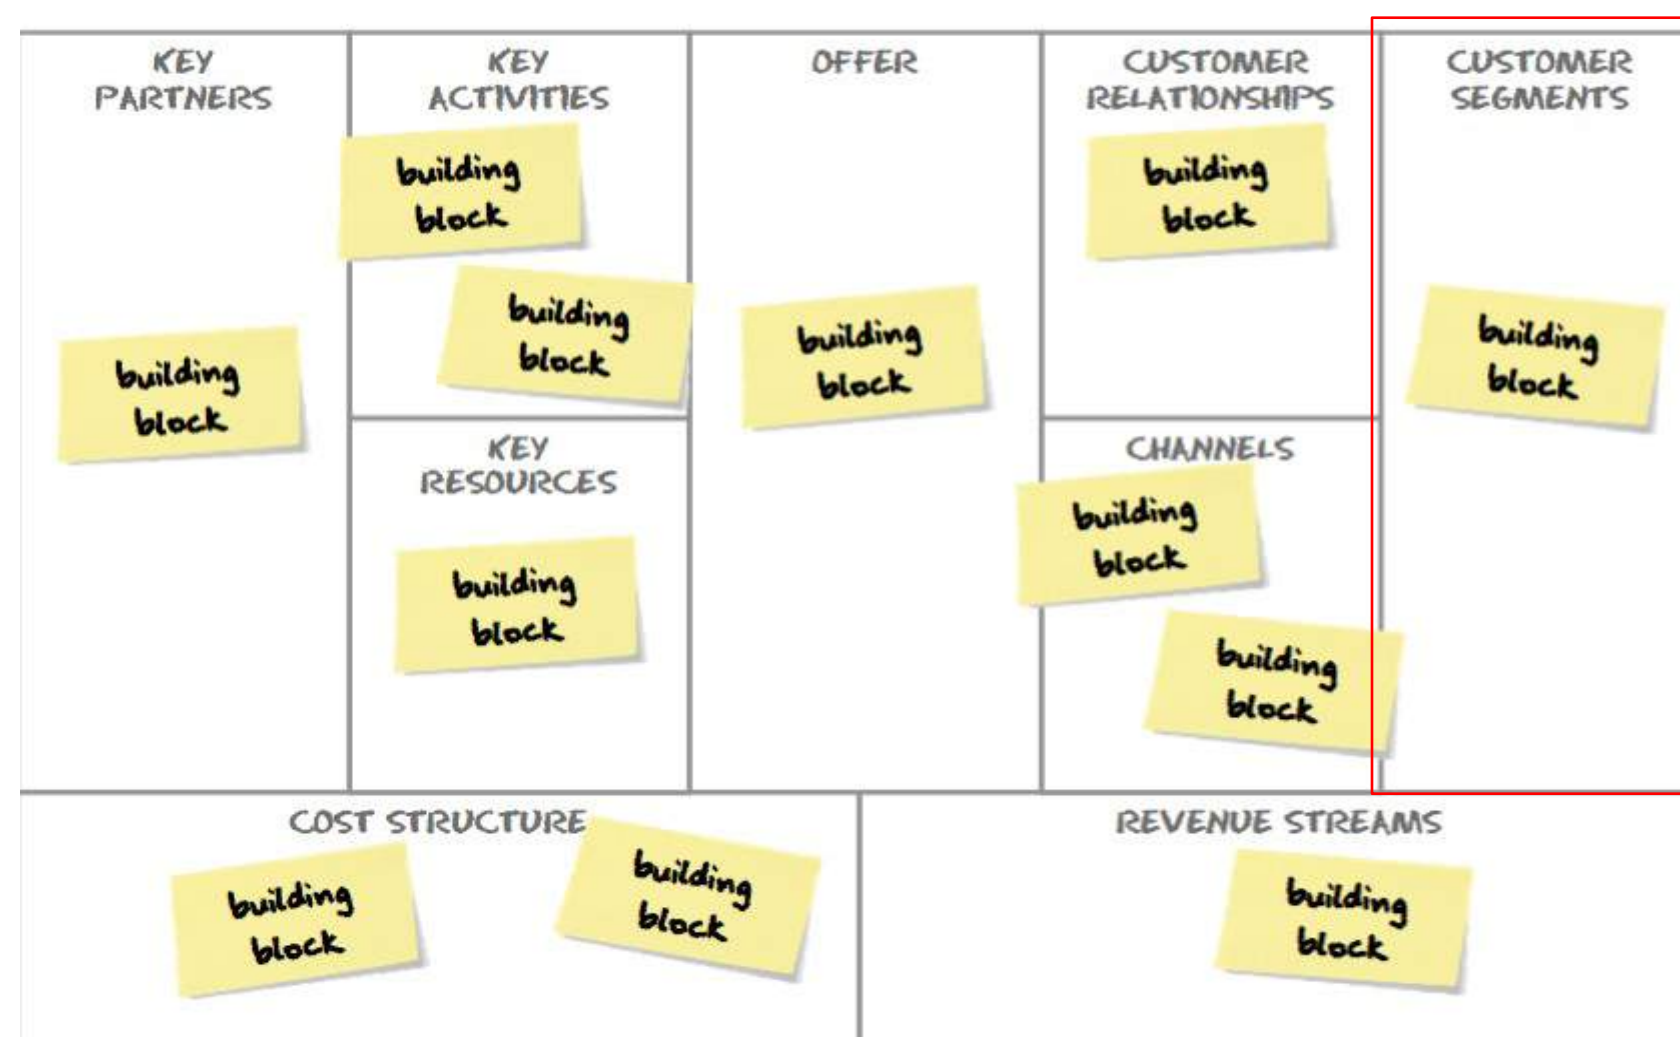 KEY
PARTNERS
building
block
KEY
ACTIVITIES
building
block
building
block
KEY
RESOURCES
building
block
OFFER
building
block
CUSTOMER
RELATIONSHIPS
building
block
CHANNELS
building
block
building
block
CUSTOMER
SEGMENTS
building
block
COST STRUCTURE
building
block
building
block
REVENUE STREAMS
building
block